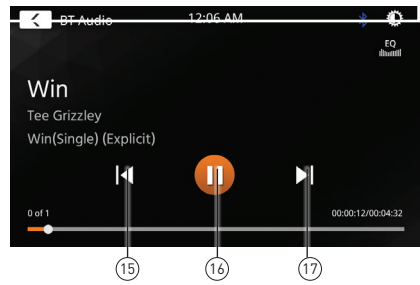 BT Audio 12:06 AM
EQ
Win
Tee Grizzley
Win(Single) (Explicit)
0 of 1 00:00:12/00:04:32
15 16 17